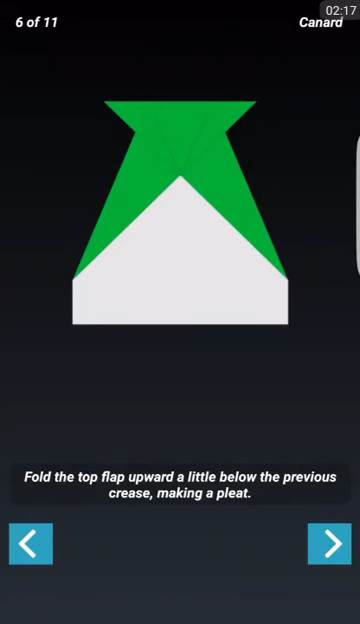 02:17
6 of 11
Canard
Fold the top flap upward a little below the previous
crease, making a pleat.